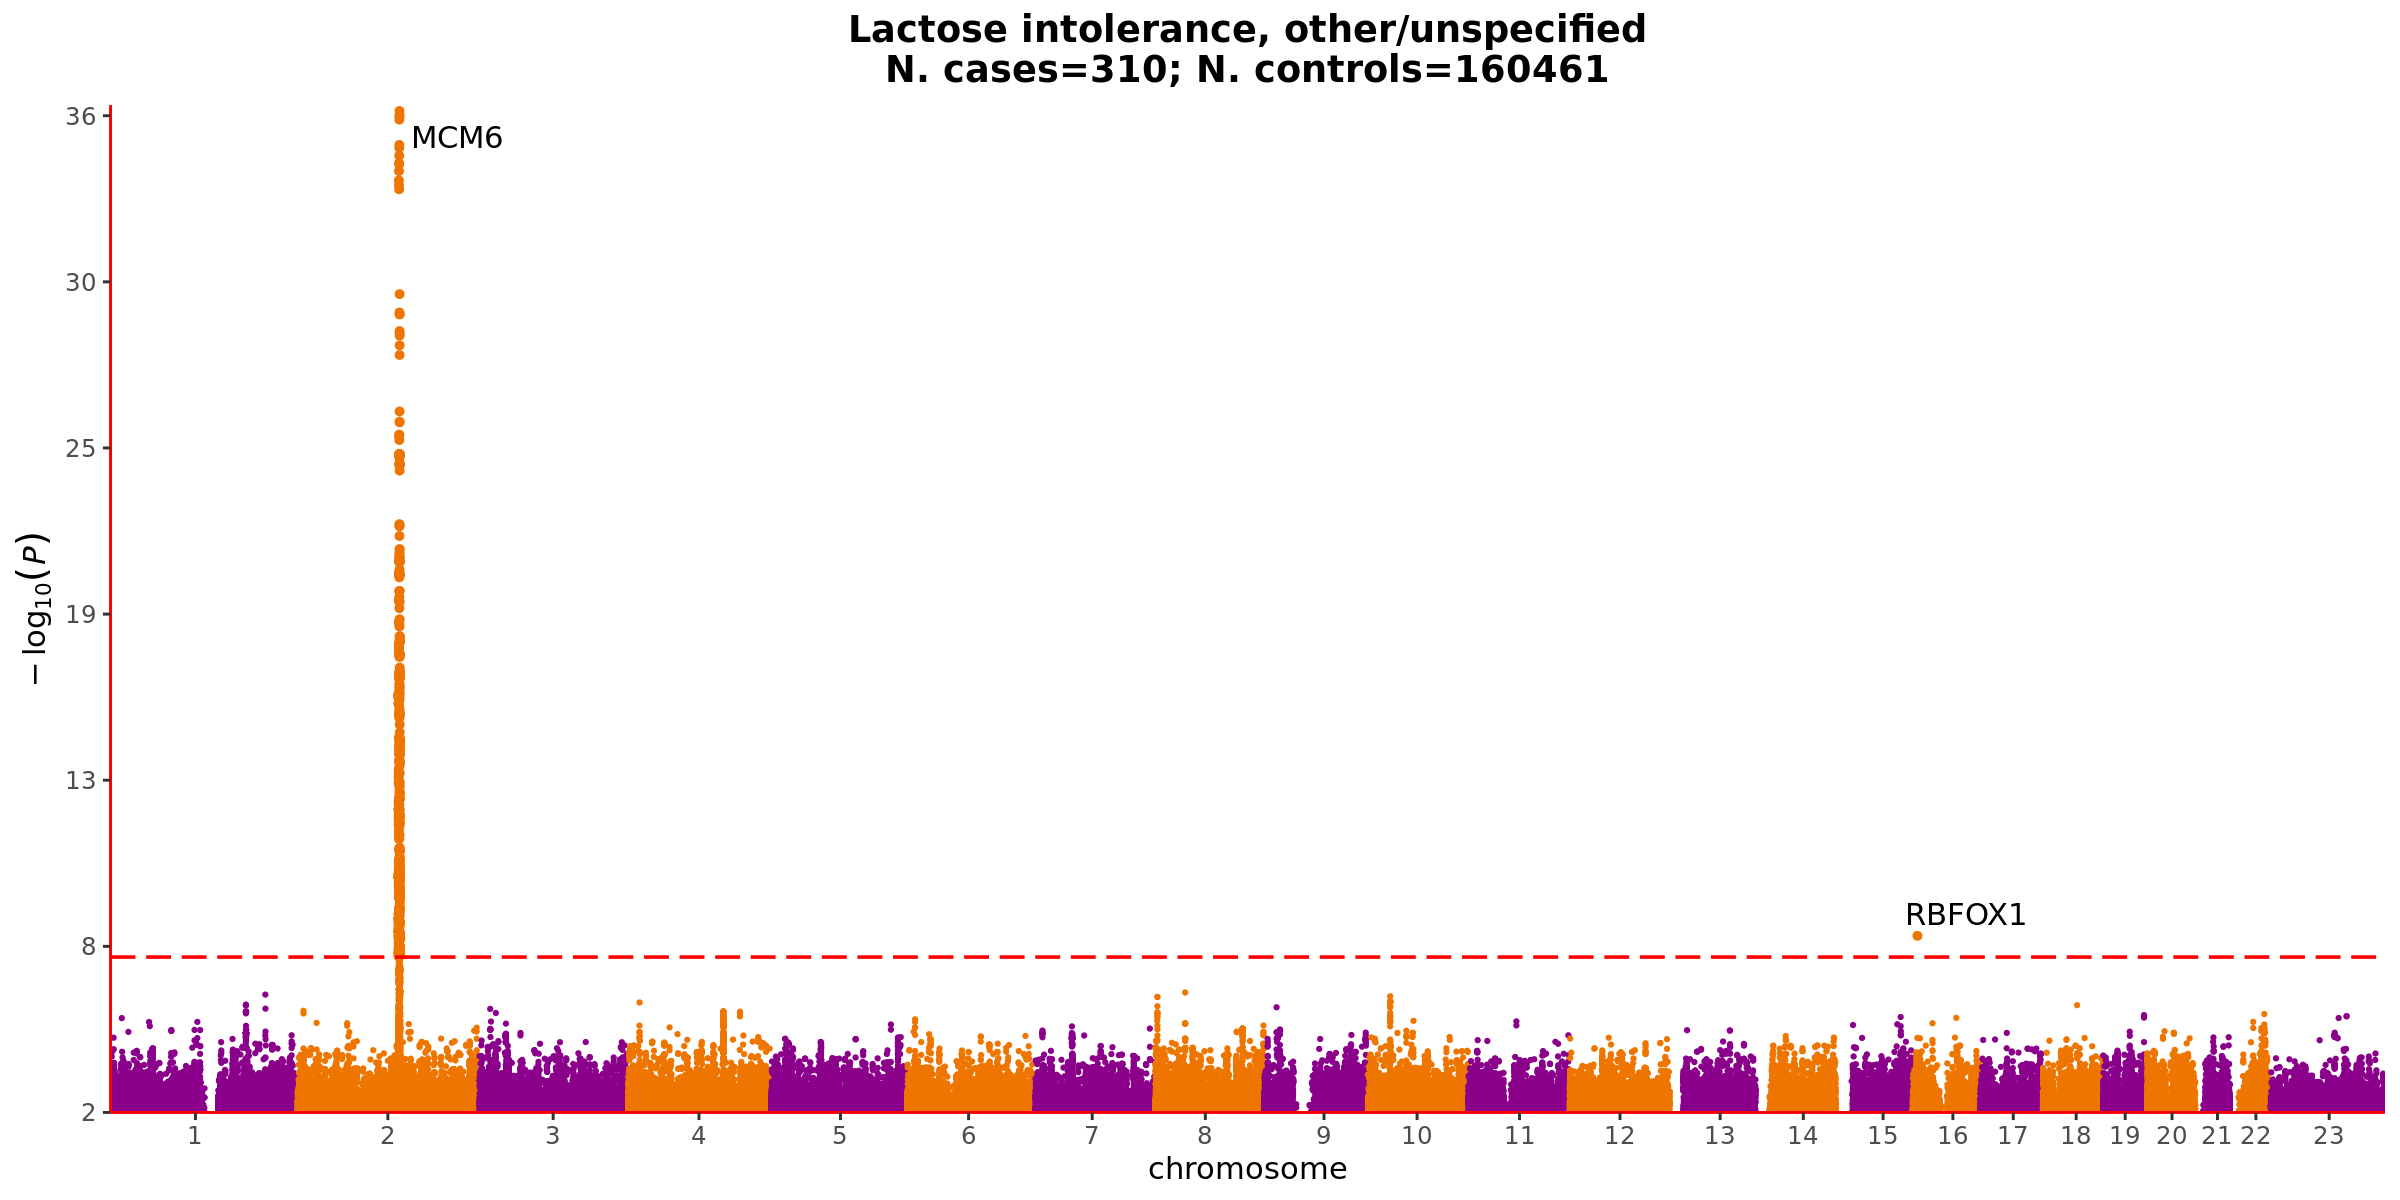 Lactose intolerance, other/unspecified
N. cases=310; N. controls=160461
36
MCM6
30
25
19
13
8
2
− log10(P)
RBFOX1
1 2 3 4 5 6 7 8 9 10 11 12 13 14 15 16 17 18 19 20 21 22 23
chromosome